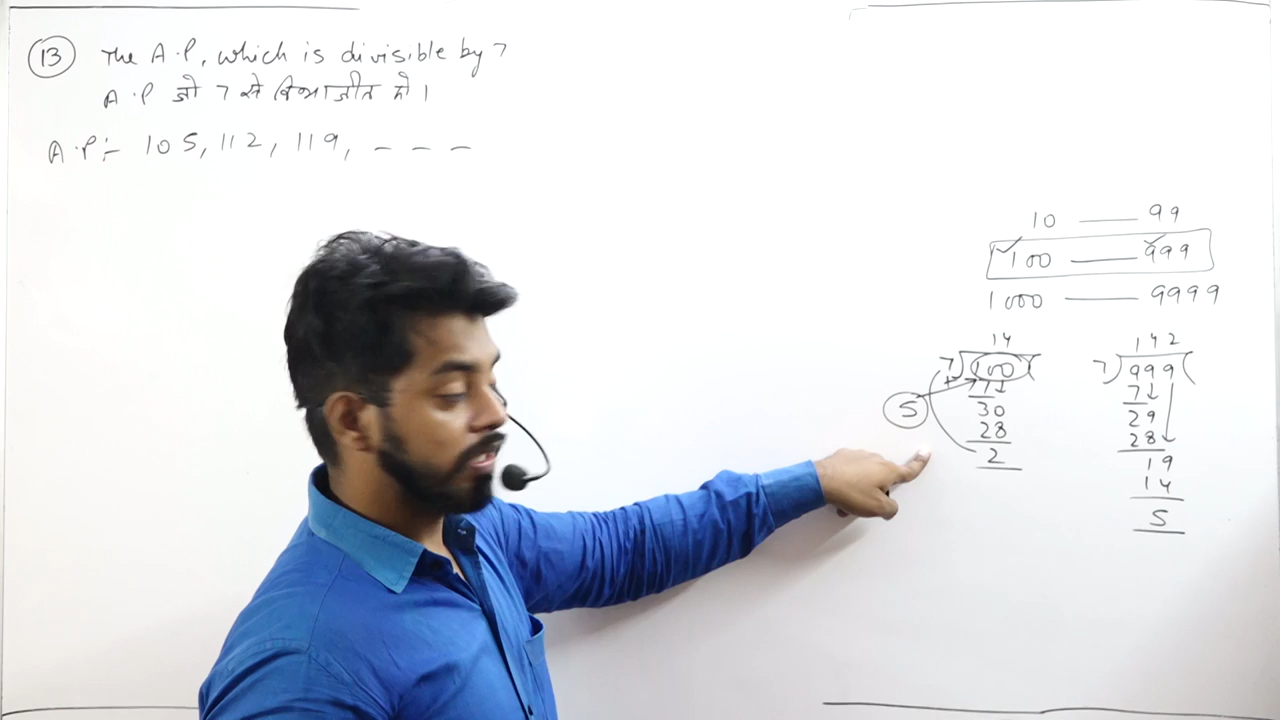 13 The A.P, which is divisible by 7
A.P जो 7 से विभाजीत हो।
A.P:- 105, 112, 119, - - -
10 — 99
100 — 999
1000 — 9999
14
7)100(
77
30
28
2
5
142
7)999(
7
29
28
19
14
5